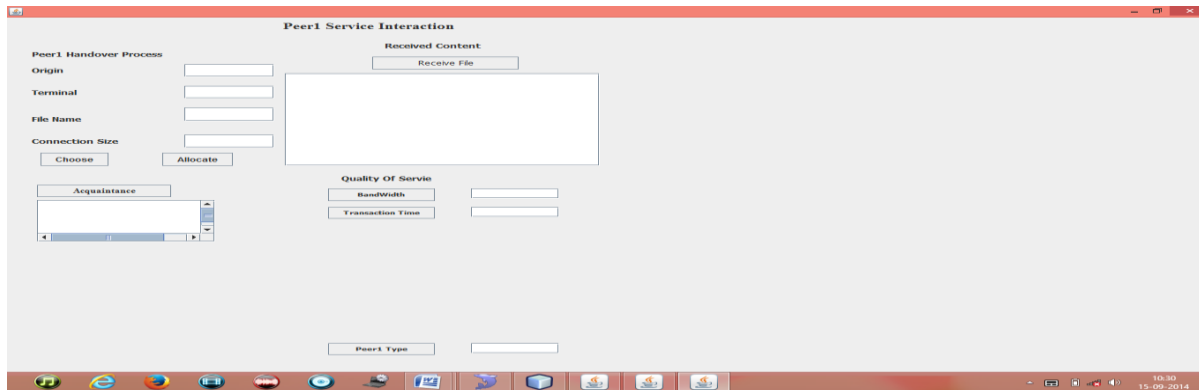 Peer1 Service Interaction
Peer1 Handover Process
Origin
Terminal
File Name
Connection Size
Choose
Allocate
Acquaintance
Received Content
Receive File
Quality Of Servie
BandWidth
Transaction Time
Peer1 Type
10:30
15-09-2014